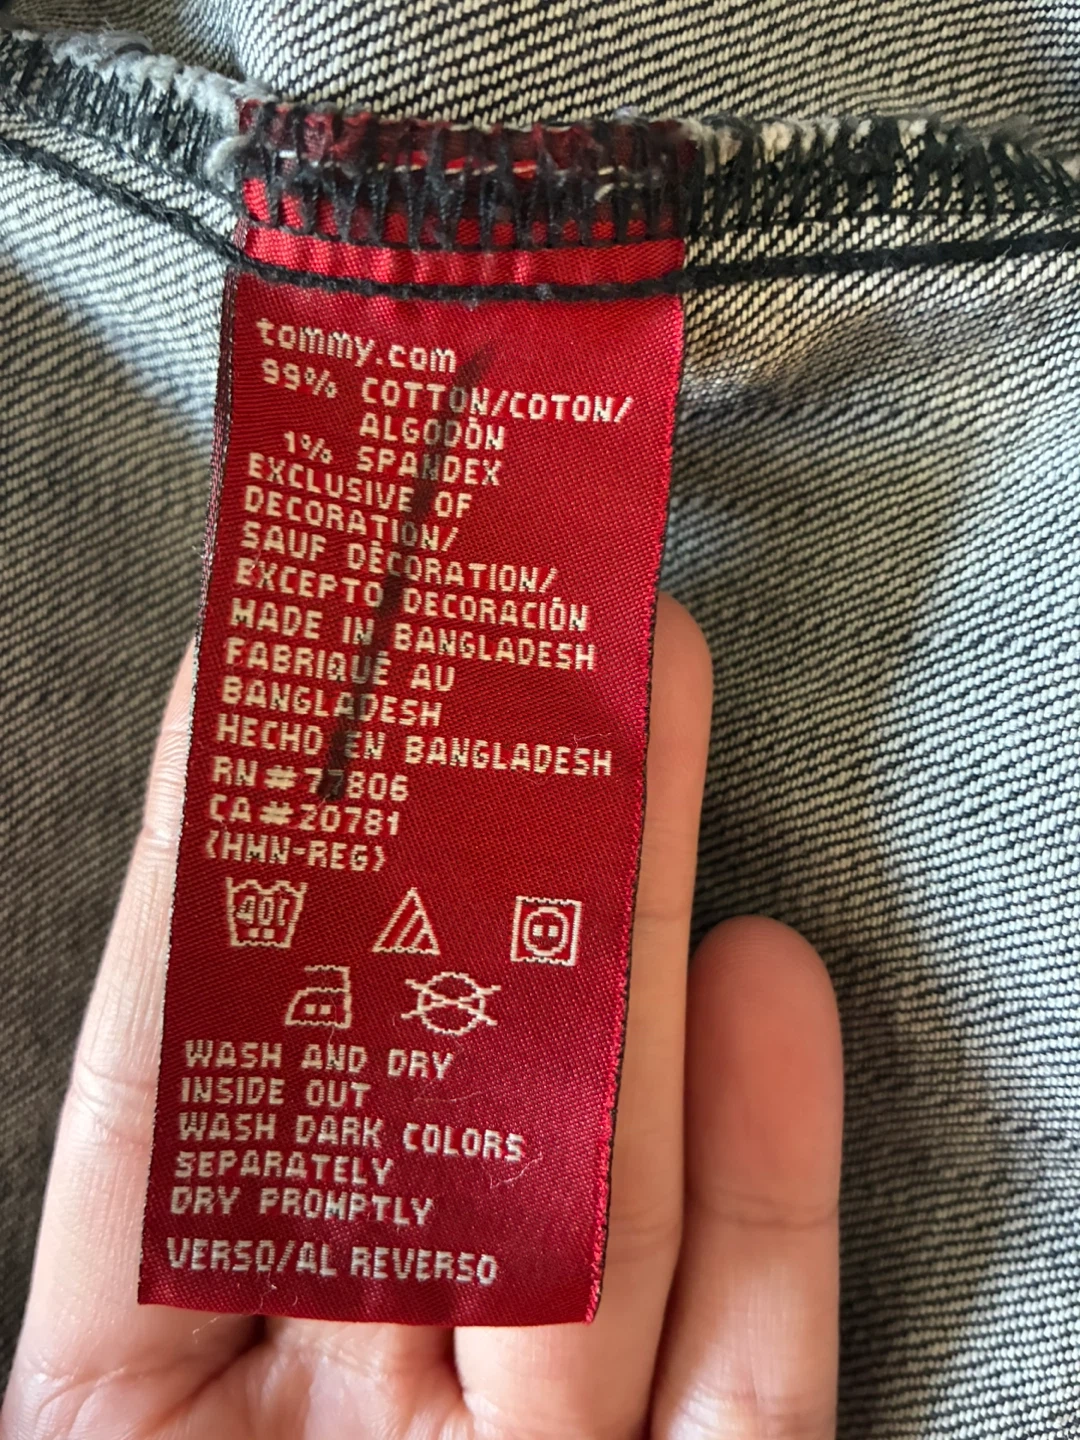 tommy.com
99% COTTON/COTON/
ALGODÓN
1% SPANDEX
EXCLUSIVE OF
DECORATION/
SAUF DÉCORATION/
EXCEPTO DECORACIÓN
MADE IN BANGLADESH
FABRIQUÉ AU
BANGLADESH
HECHO EN BANGLADESH
RN#77806
CA#20781
(HMN-REG)
40C
WASH AND DRY
INSIDE OUT
WASH DARK COLORS
SEPARATELY
DRY PROMPTLY
VERSO/AL REVERSO